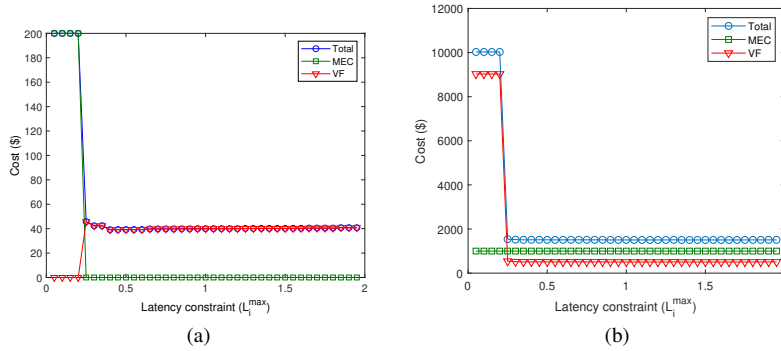 200
180
160
140
120
100
80
60
40
20
0
Cost ($)
Total
MEC
VF
0
0.5
1
1.5
2
Latency constraint (L_i^max)
(a)
12000
10000
8000
6000
4000
2000
0
Cost ($)
Total
MEC
VF
0
0.5
1
1.5
2
Latency constraint (L_i^max)
(b)